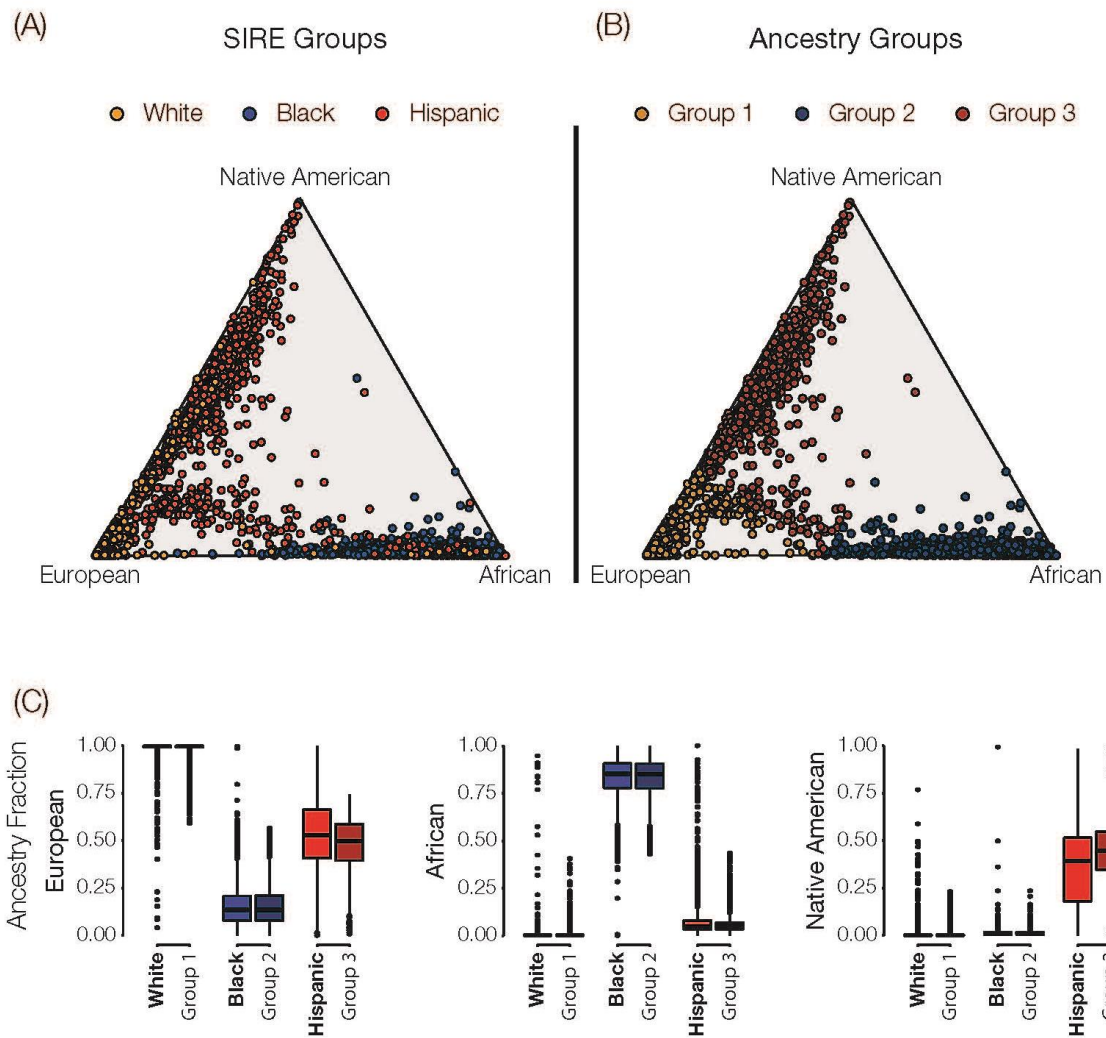 (A)
SIRE Groups
White Black Hispanic
Native American
European
African
(B)
Ancestry Groups
Group 1 Group 2 Group 3
Native American
European
African
(C)
Ancestry Fraction
European
1.00
0.75
0.50
0.25
0.00
White
Group 1
Black
Group 2
Hispanic
Group 3
African
1.00
0.75
0.50
0.25
0.00
White
Group 1
Black
Group 2
Hispanic
Group 3
Native American
1.00
0.75
0.50
0.25
0.00
White
Group 1
Black
Group 2
Hispanic